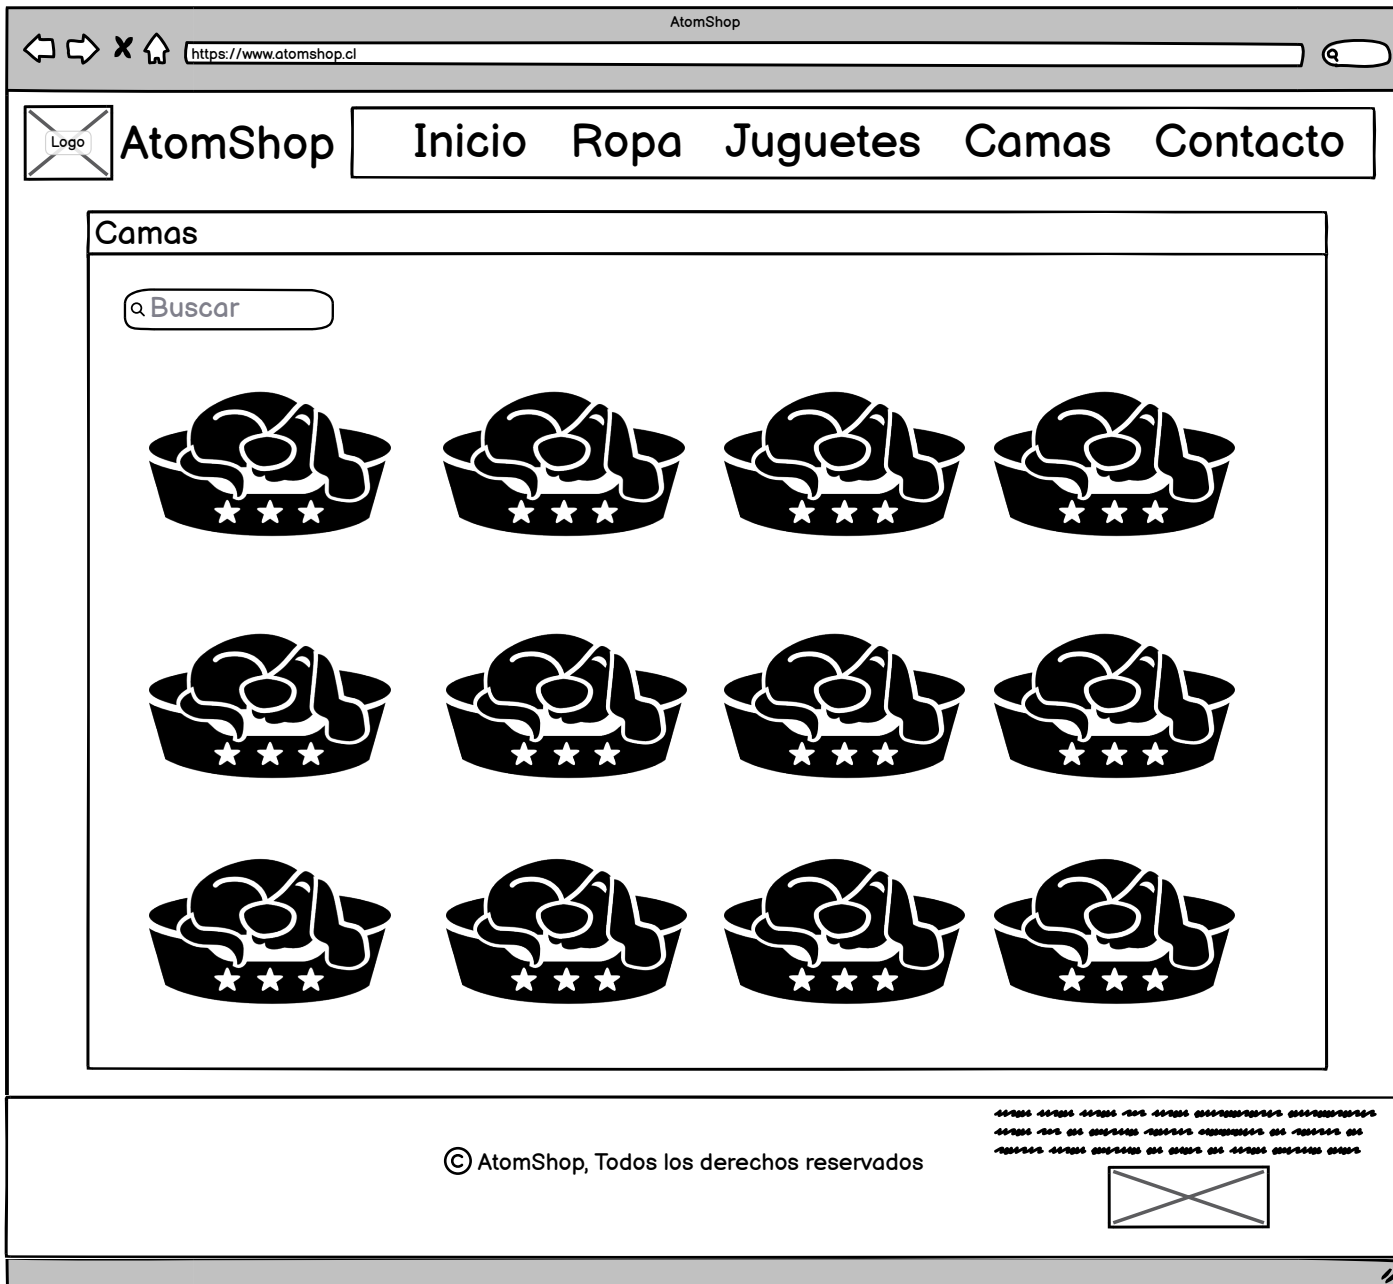 AtomShop
https://www.atomshop.cl
Logo
AtomShop
Inicio Ropa Juguetes Camas Contacto
Camas
Buscar
© AtomShop, Todos los derechos reservados